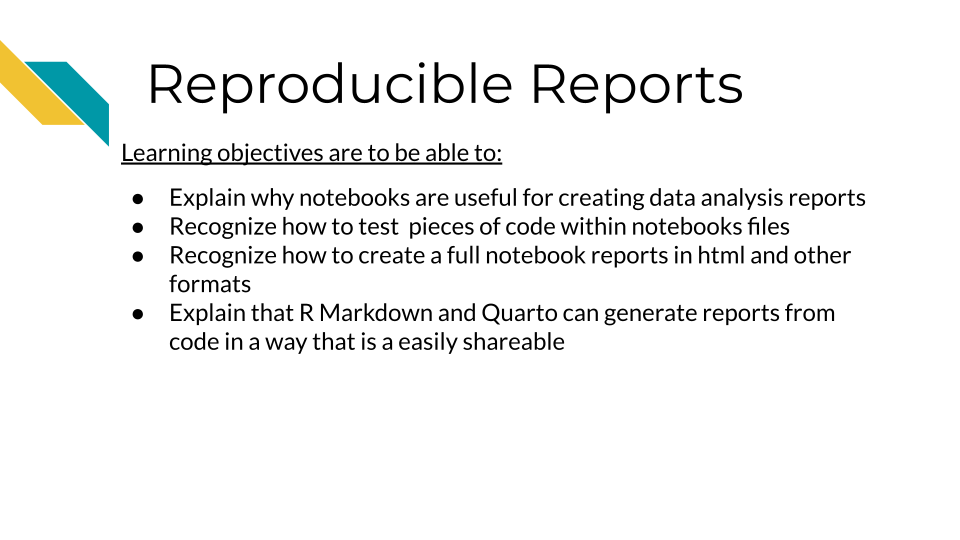 Reproducible Reports
Learning objectives are to be able to:
● Explain why notebooks are useful for creating data analysis reports
● Recognize how to test  pieces of code within notebooks files
● Recognize how to create a full notebook reports in html and other
formats
● Explain that R Markdown and Quarto can generate reports from
code in a way that is a easily shareable